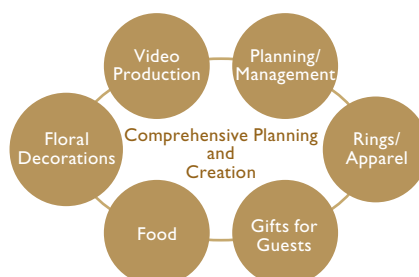 Video
Production
Planning/
Management
Floral
Decorations
Comprehensive Planning
and
Creation
Rings/
Apparel
Food
Gifts for
Guests